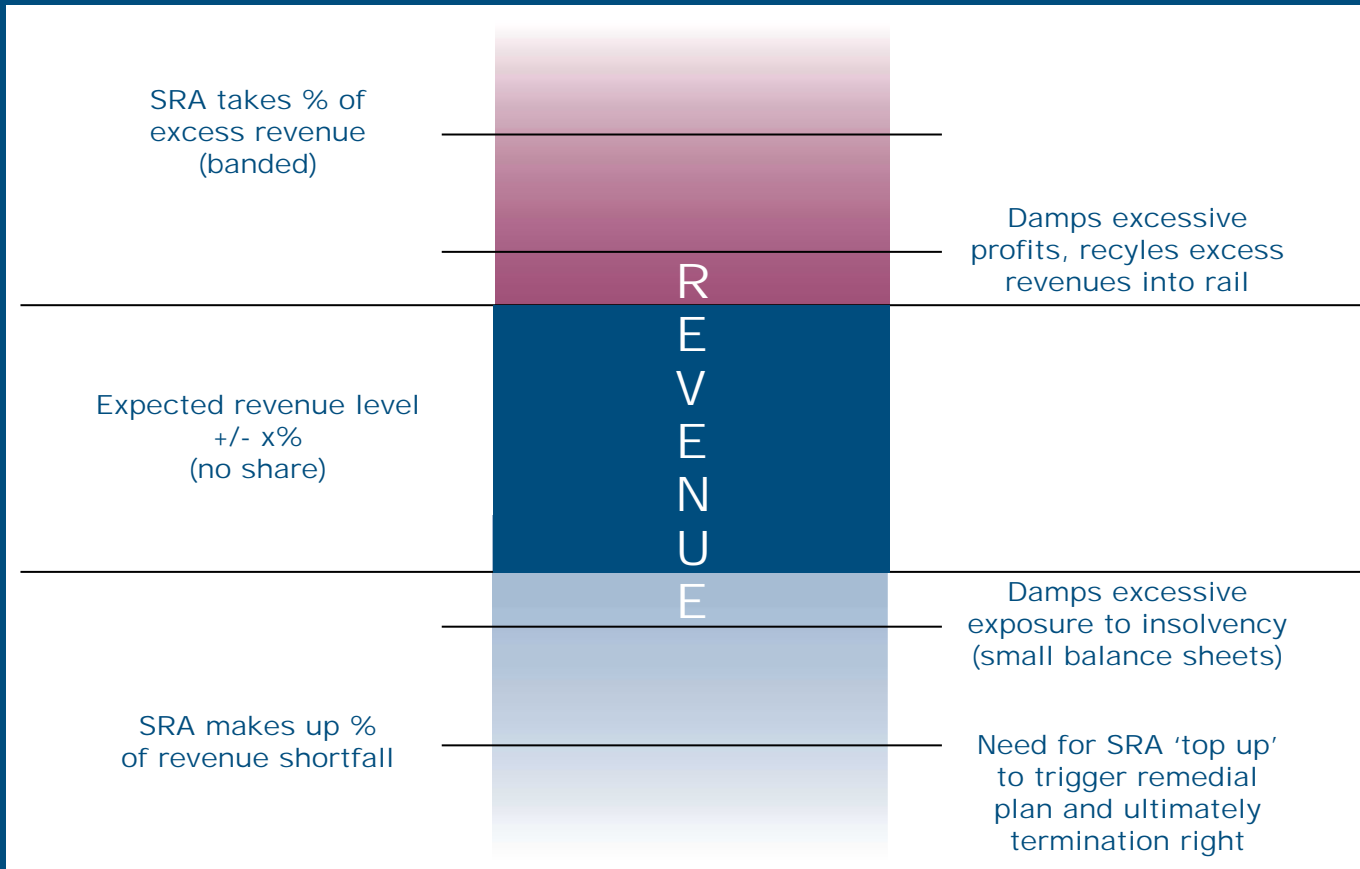 SRA takes % of
excess revenue
(banded)
Damps excessive
profits, recyles excess
revenues into rail
REVENUE
Expected revenue level
+/- x%
(no share)
Damps excessive
exposure to insolvency
(small balance sheets)
SRA makes up %
of revenue shortfall
Need for SRA ‘top up’
to trigger remedial
plan and ultimately
termination right